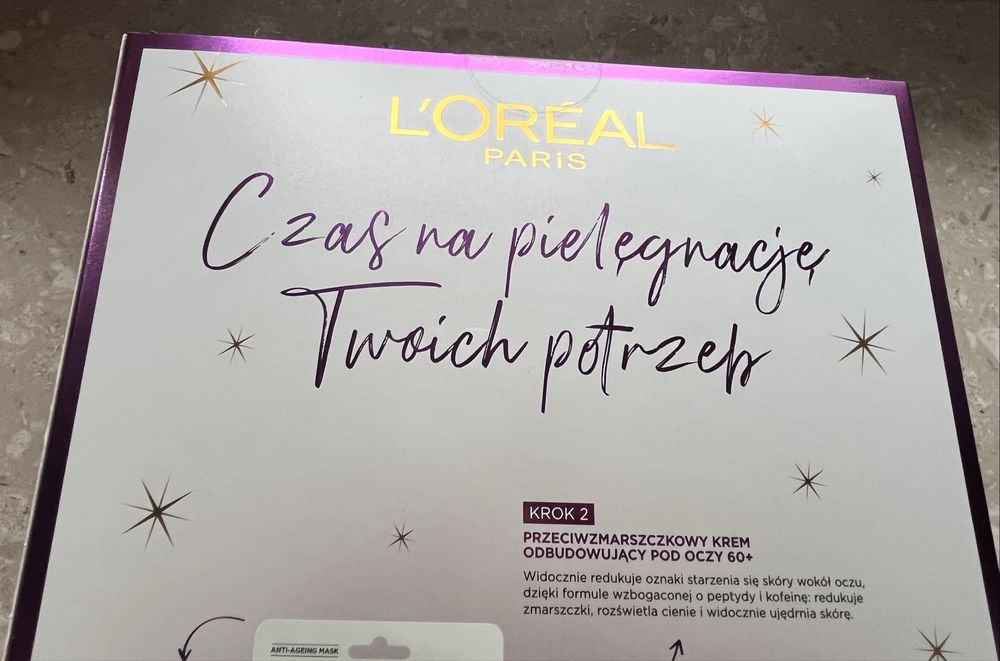 L'ORÉAL
PARiS
Czas na pielęgnację
Twoich potrzeb
KROK 2
PRZECIWZMARSZCZKOWY KREM
ODBUDOWUJĄCY POD OCZY 60+
Widocznie redukuje oznaki starzenia się skóry wokół oczu,
dzięki formule wzbogaconej o peptydy i kofeinę: redukuje
zmarszczki, rozświetla cienie i widocznie ujędrnia skórę.
ANTI-AGEING MASK